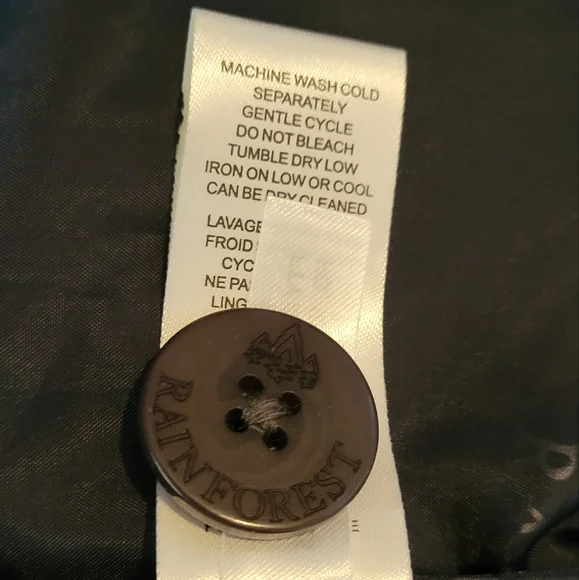 MACHINE WASH COLD
SEPARATELY
GENTLE CYCLE
DO NOT BLEACH
TUMBLE DRY LOW
IRON ON LOW OR COOL
CAN BE DRY CLEANED
LAVAGE
FROID
NE PA
LING
RAINFOREST